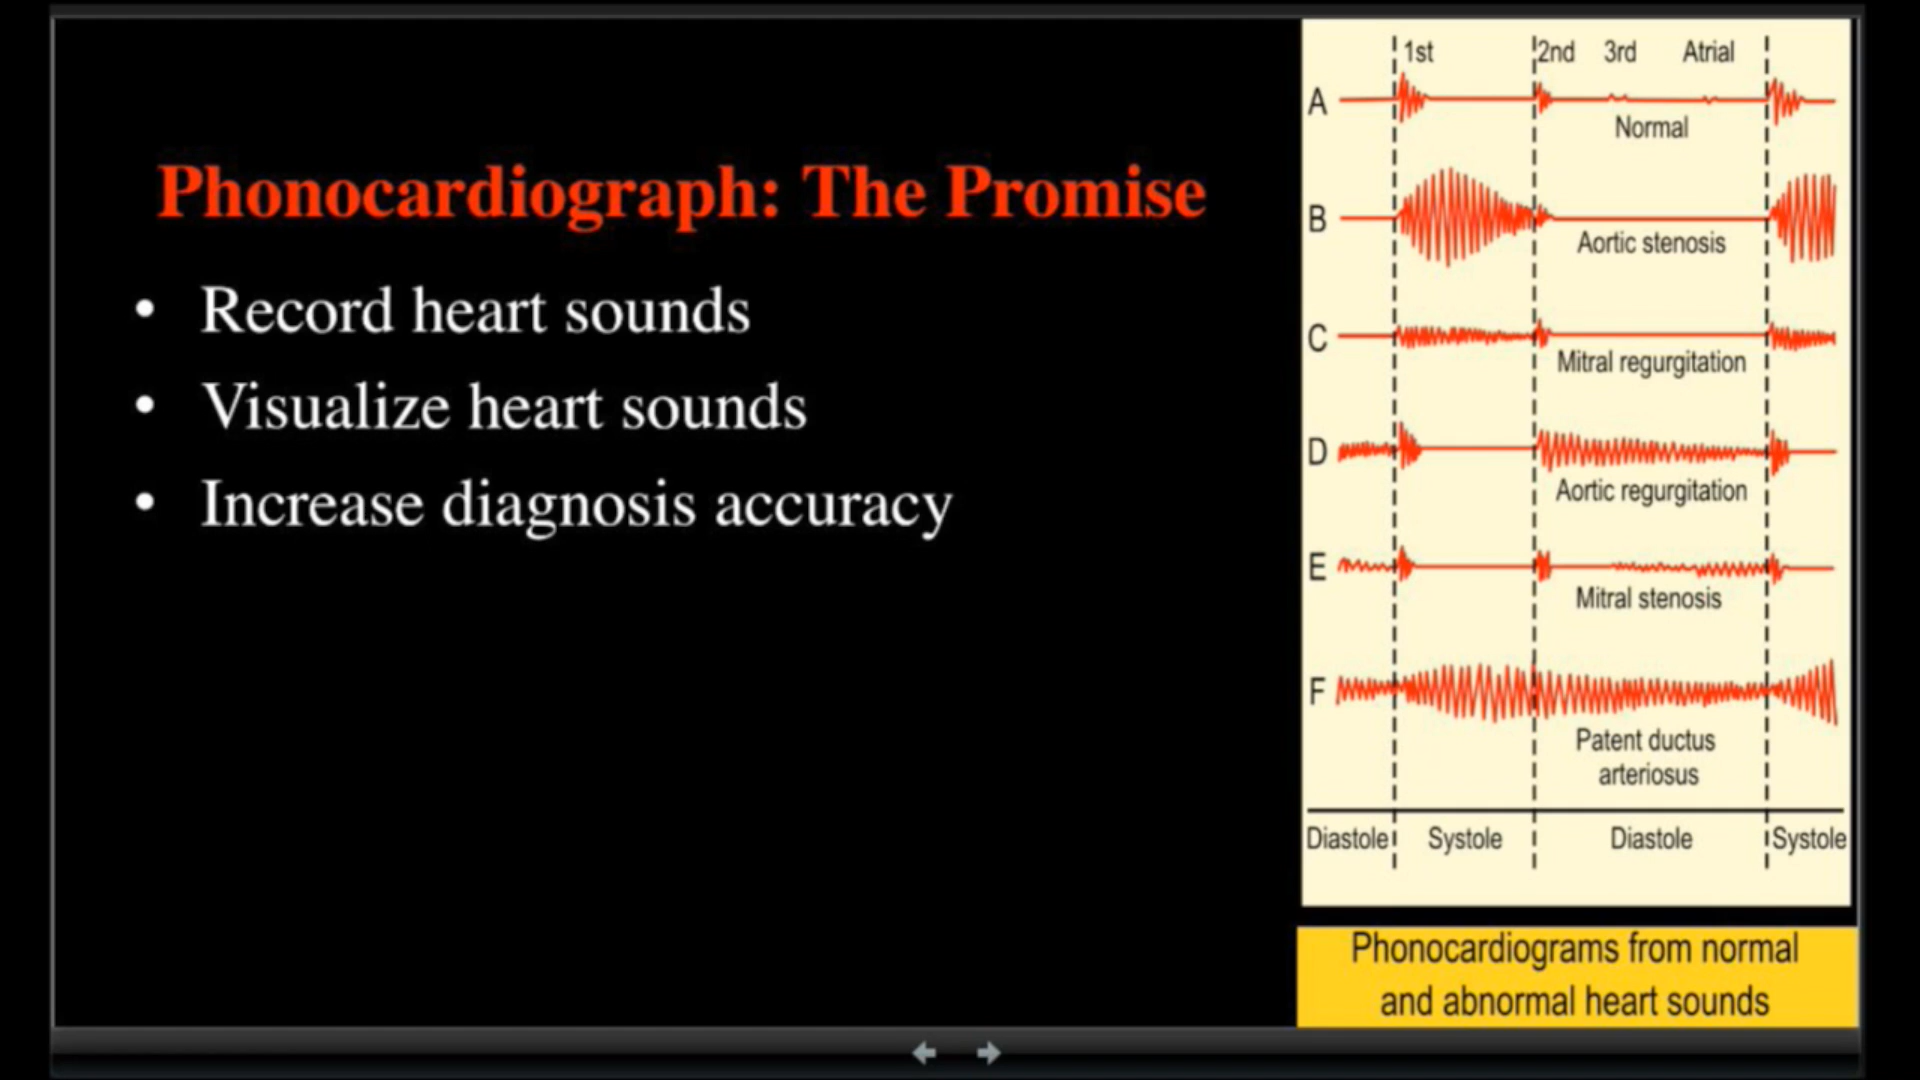 Phonocardiograph: The Promise
• Record heart sounds
• Visualize heart sounds
• Increase diagnosis accuracy
1st 2nd 3rd Atrial
A
Normal
B
Aortic stenosis
C
Mitral regurgitation
D
Aortic regurgitation
E
Mitral stenosis
F
Patent ductus
arteriosus
Diastole Systole Diastole Systole
Phonocardiograms from normal
and abnormal heart sounds